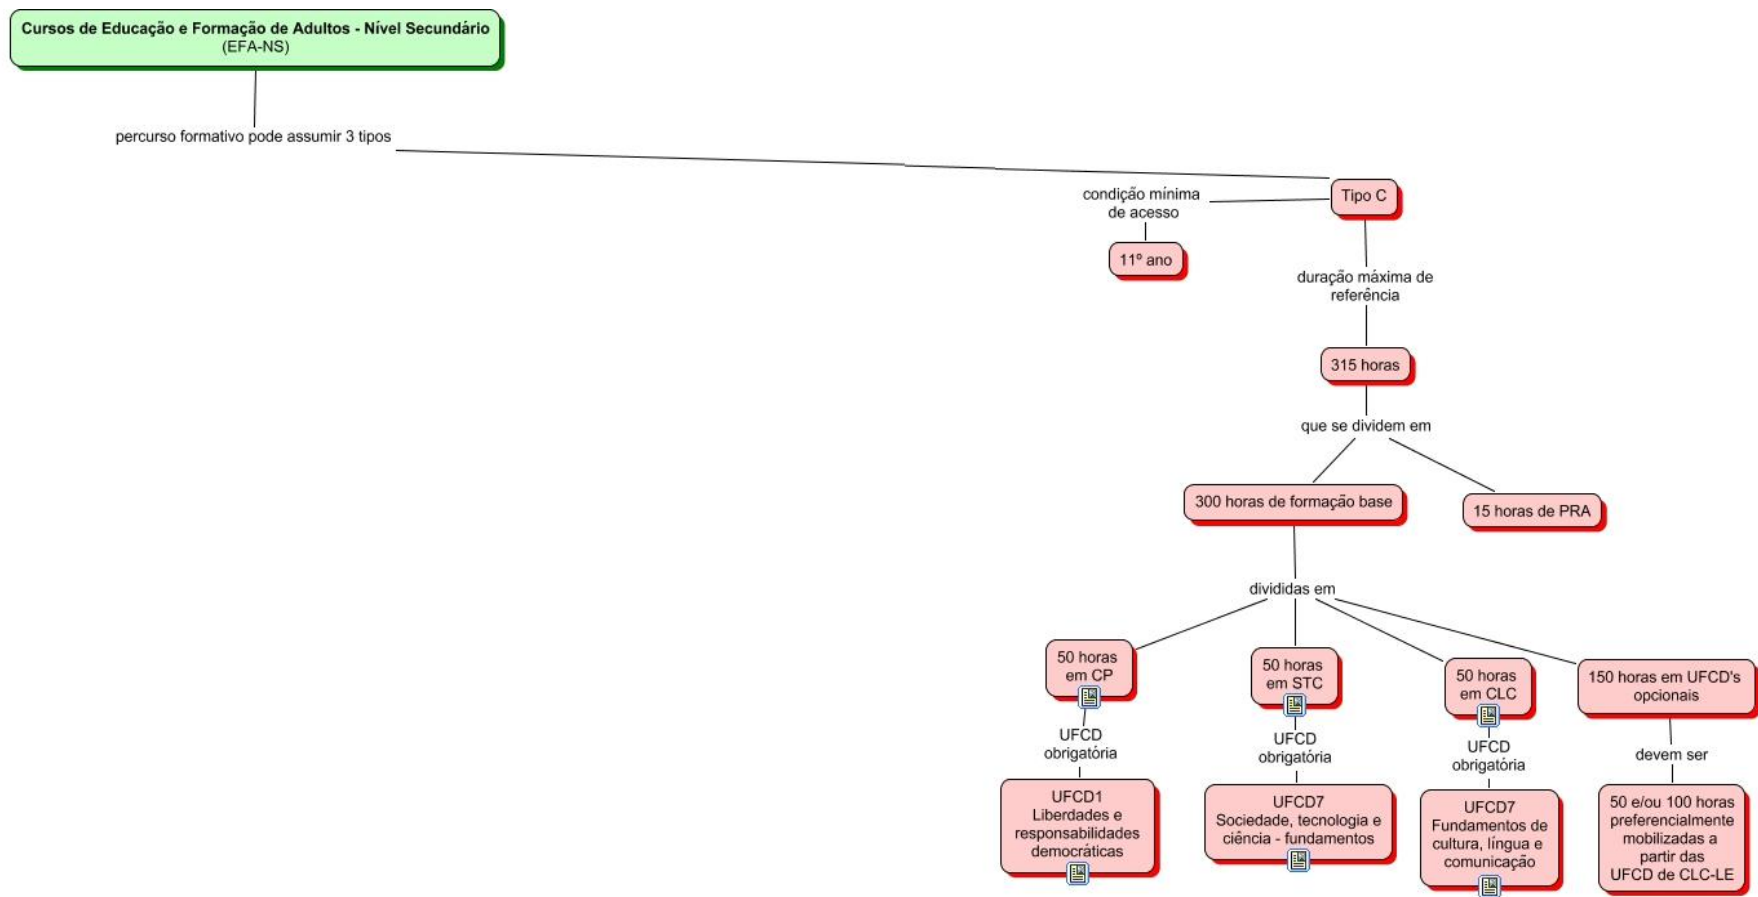 Cursos de Educação e Formação de Adultos - Nível Secundário
(EFA-NS)
percurso formativo pode assumir 3 tipos
Tipo C
condição mínima
de acesso
11º ano
duração máxima de
referência
315 horas
que se dividem em
300 horas de formação base
15 horas de PRA
divididas em
50 horas
em CP
50 horas
em STC
50 horas
em CLC
150 horas em UFCD's
opcionais
UFCD
obrigatória
UFCD
obrigatória
UFCD
obrigatória
devem ser
UFCD1
Liberdades e
responsabilidades
democráticas
UFCD7
Sociedade, tecnologia e
ciência - fundamentos
UFCD7
Fundamentos de
cultura, língua e
comunicação
50 e/ou 100 horas
preferencialmente
mobilizadas a
partir das
UFCD de CLC-LE